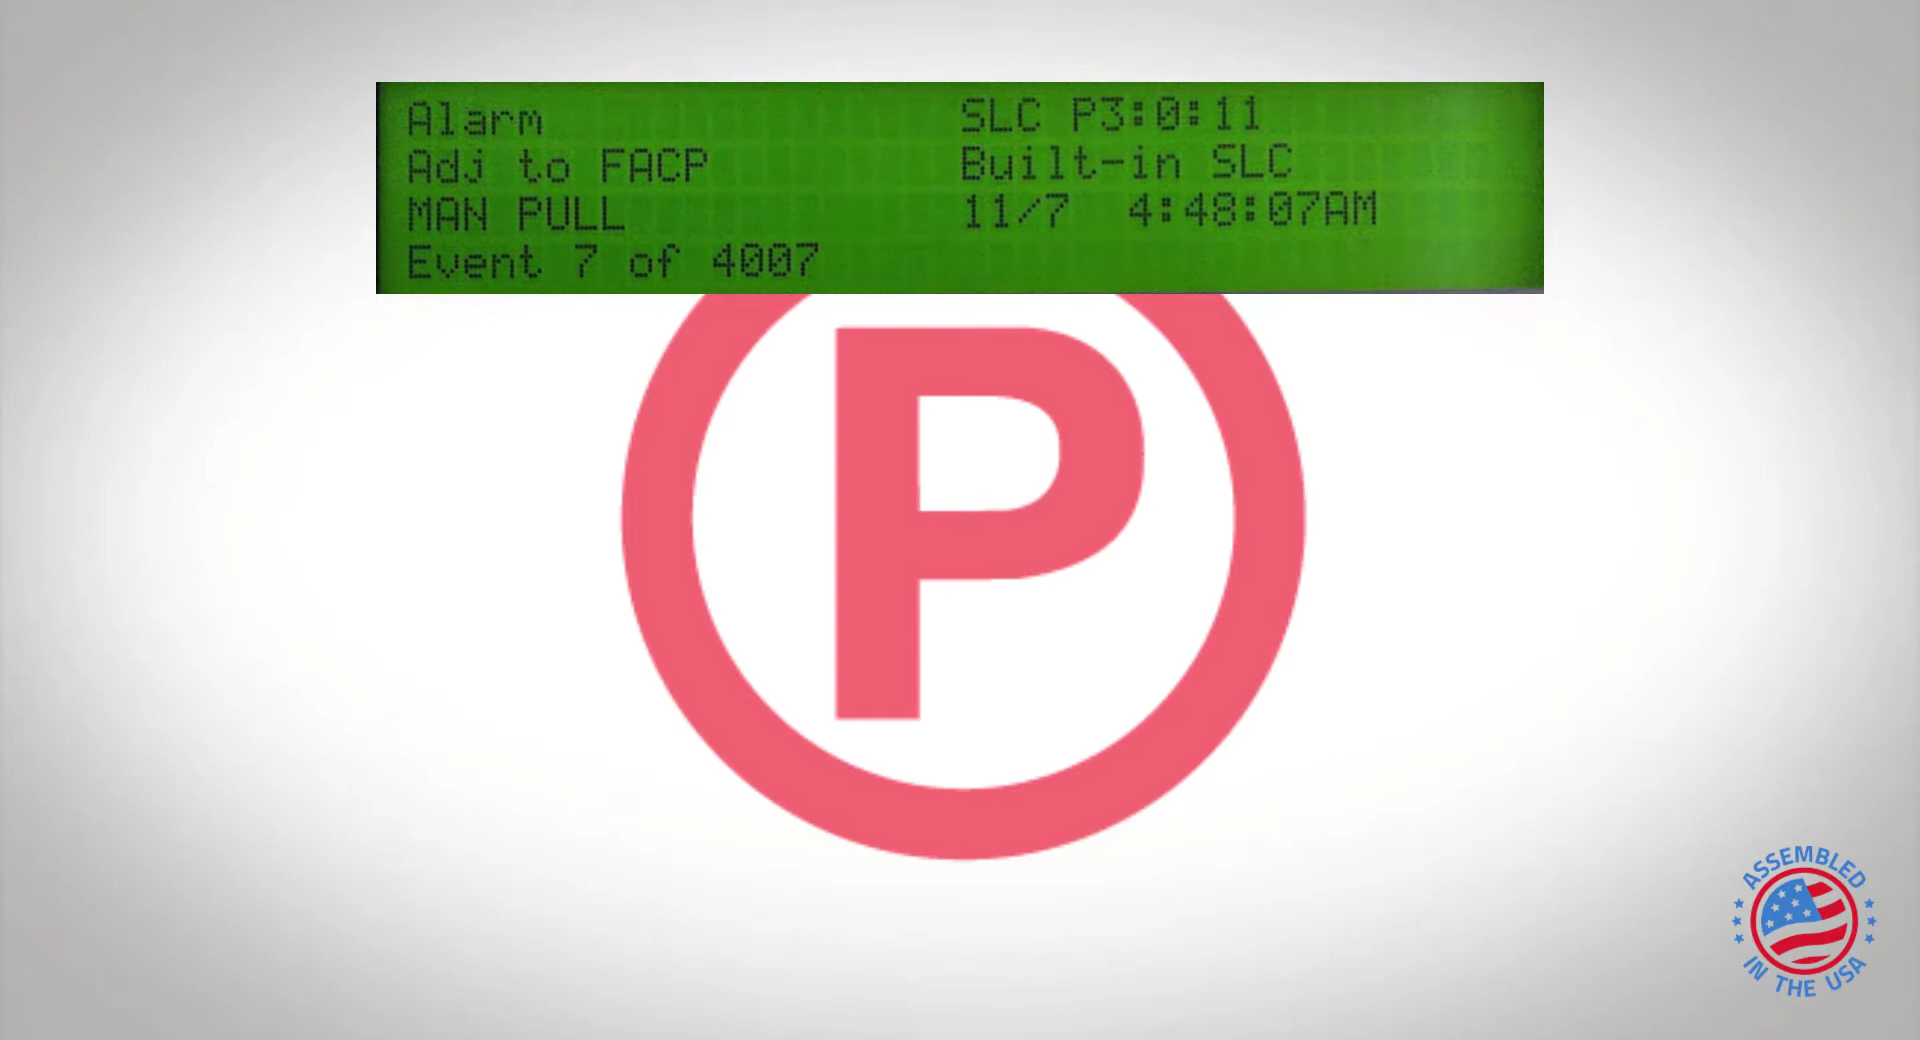 Alarm SLC P3:0:11
Adj to FACP Built-in SLC
MAN PULL 11/7 4:48:07AM
Event 7 of 4007
P
ASSEMBLED
IN THE USA